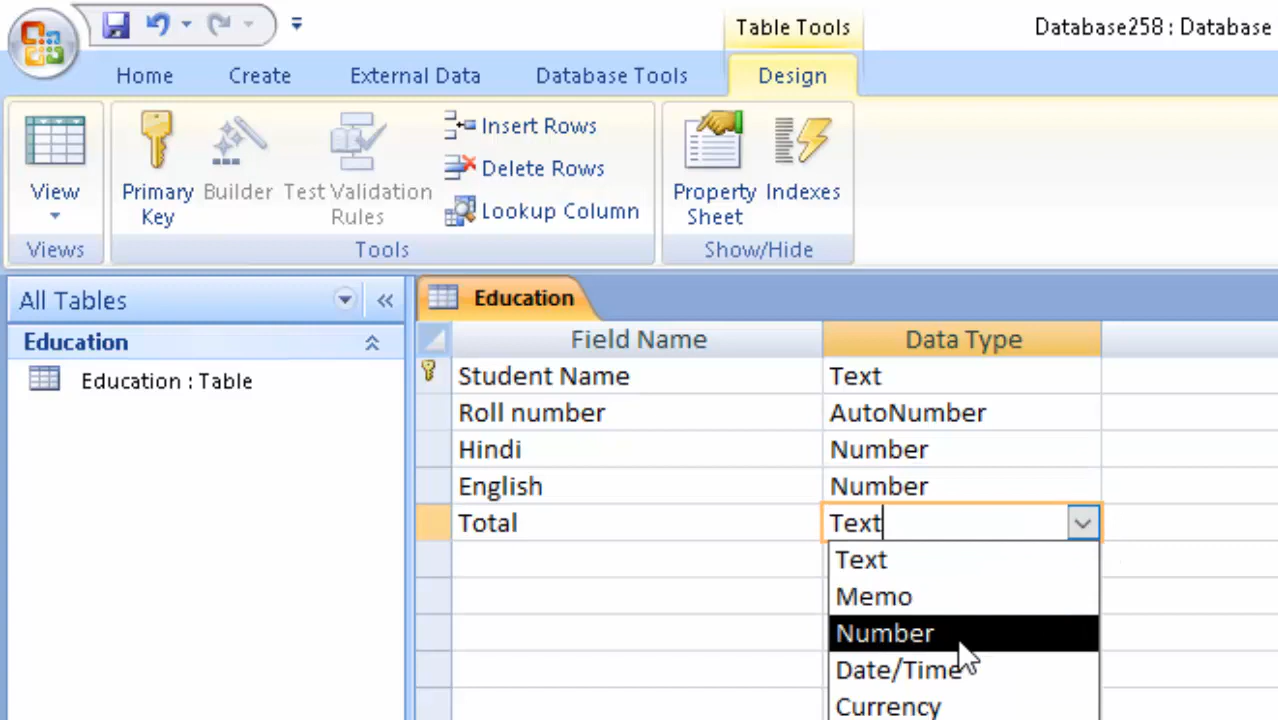 Table Tools
Database258 : Database
Home Create External Data Database Tools Design
View
Primary Key
Builder
Test Validation Rules
Insert Rows
Delete Rows
Lookup Column
Property Sheet
Indexes
Views Tools Show/Hide
All Tables
Education
Education : Table
Education
Field Name Data Type
Student Name Text
Roll number AutoNumber
Hindi Number
English Number
Total Text
Text
Memo
Number
Date/Time
Currency